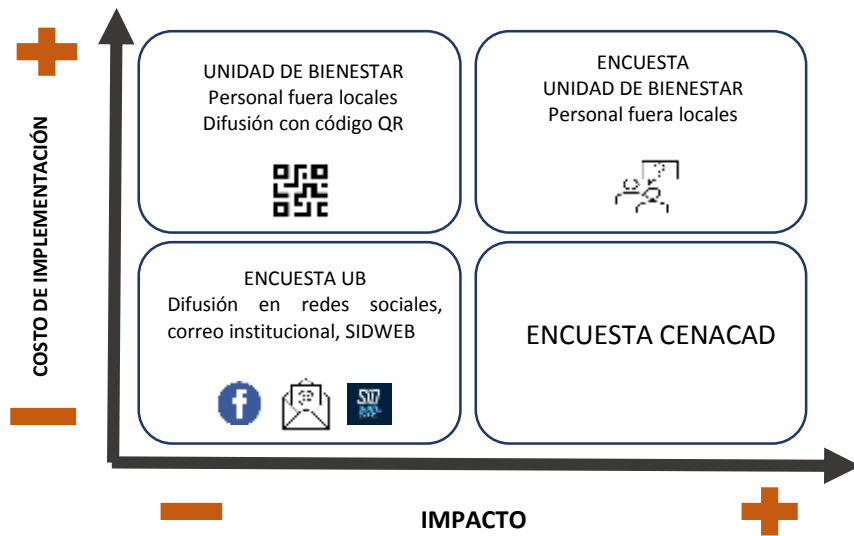 COSTO DE IMPLEMENTACIÓN
UNIDAD DE BIENESTAR
Personal fuera locales
Difusión con código QR
ENCUESTA
UNIDAD DE BIENESTAR
Personal fuera locales
ENCUESTA UB
Difusión en redes sociales,
correo institucional, SIDWEB
ENCUESTA CENACAD
IMPACTO